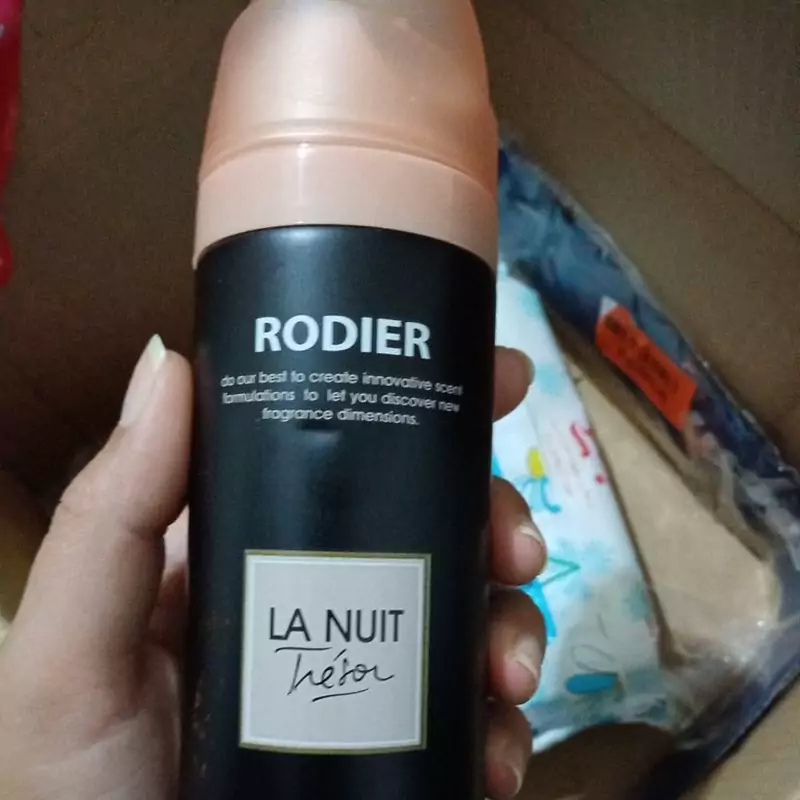 RODIER
do our best to create innovative scent
formulations to let you discover new
fragrance dimensions.
LA NUIT
Trésor